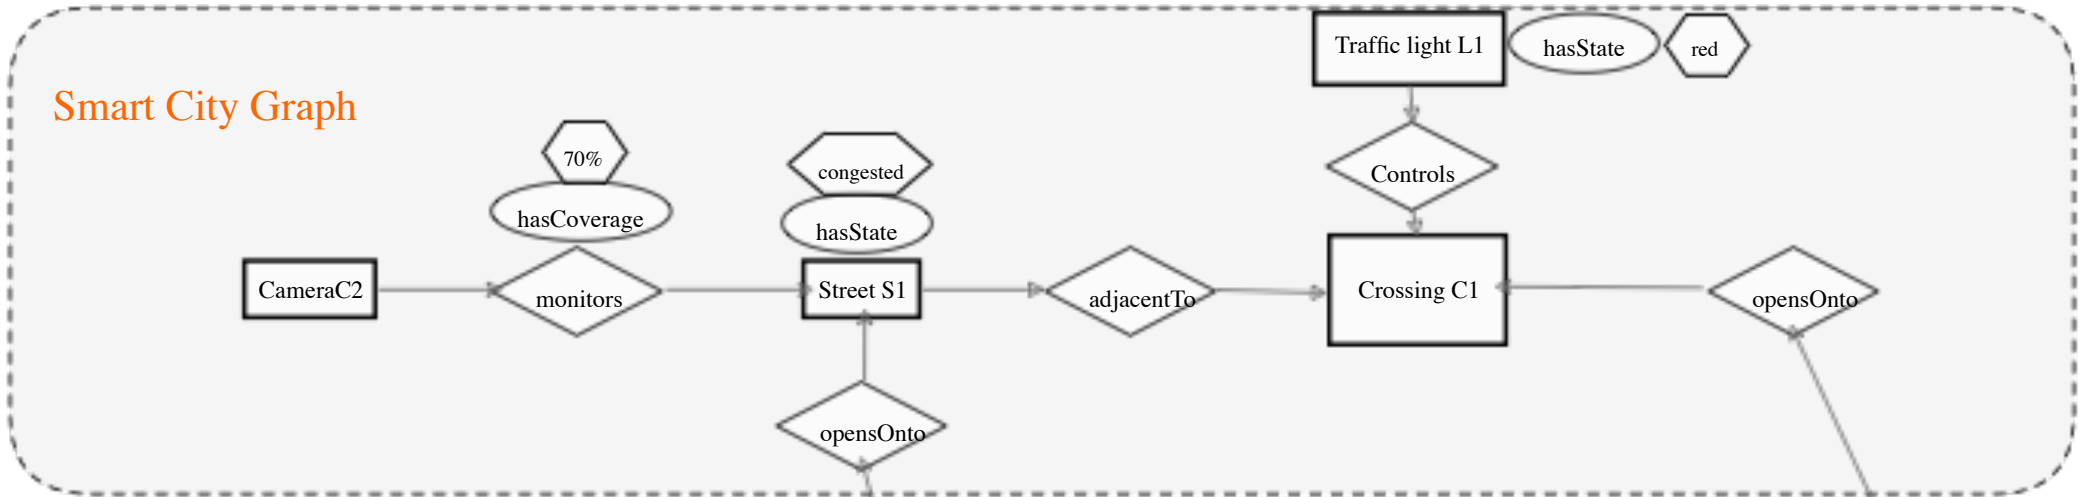 Traffic light L1
hasState
red
Smart City Graph
70%
congested
hasCoverage
hasState
Controls
CameraC2
monitors
Street S1
adjacentTo
Crossing C1
opensOnto
opensOnto